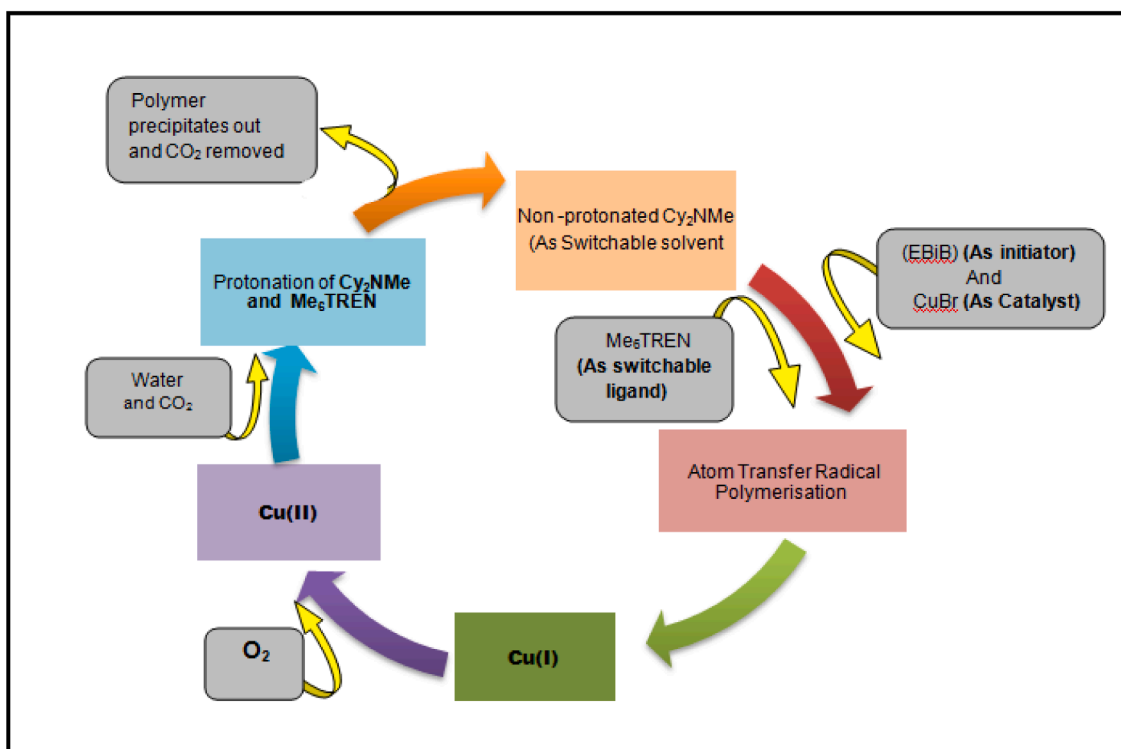 Polymer
precipitates out
and CO₂ removed
Non -protonated Cy₂NMe
(As Switchable solvent
(EBiB) (As initiator)
And
CuBr (As Catalyst)
Protonation of Cy₂NMe
and Me₆TREN
Me₆TREN
(As switchable
ligand)
Water
and CO₂
Atom Transfer Radical
Polymerisation
Cu(II)
O₂
Cu(I)